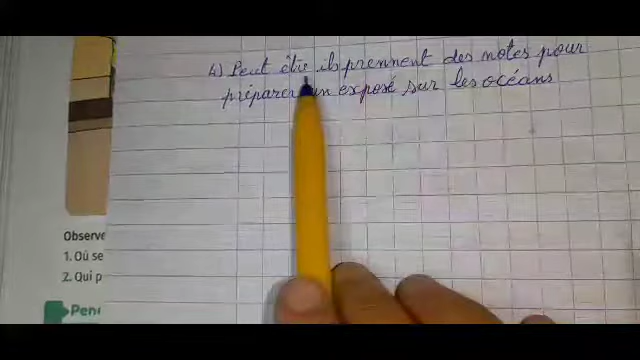 4) Peut être ils prennent des notes pour
préparer un exposé sur les océans
Observe
1. Où se
2. Qui p
Pen